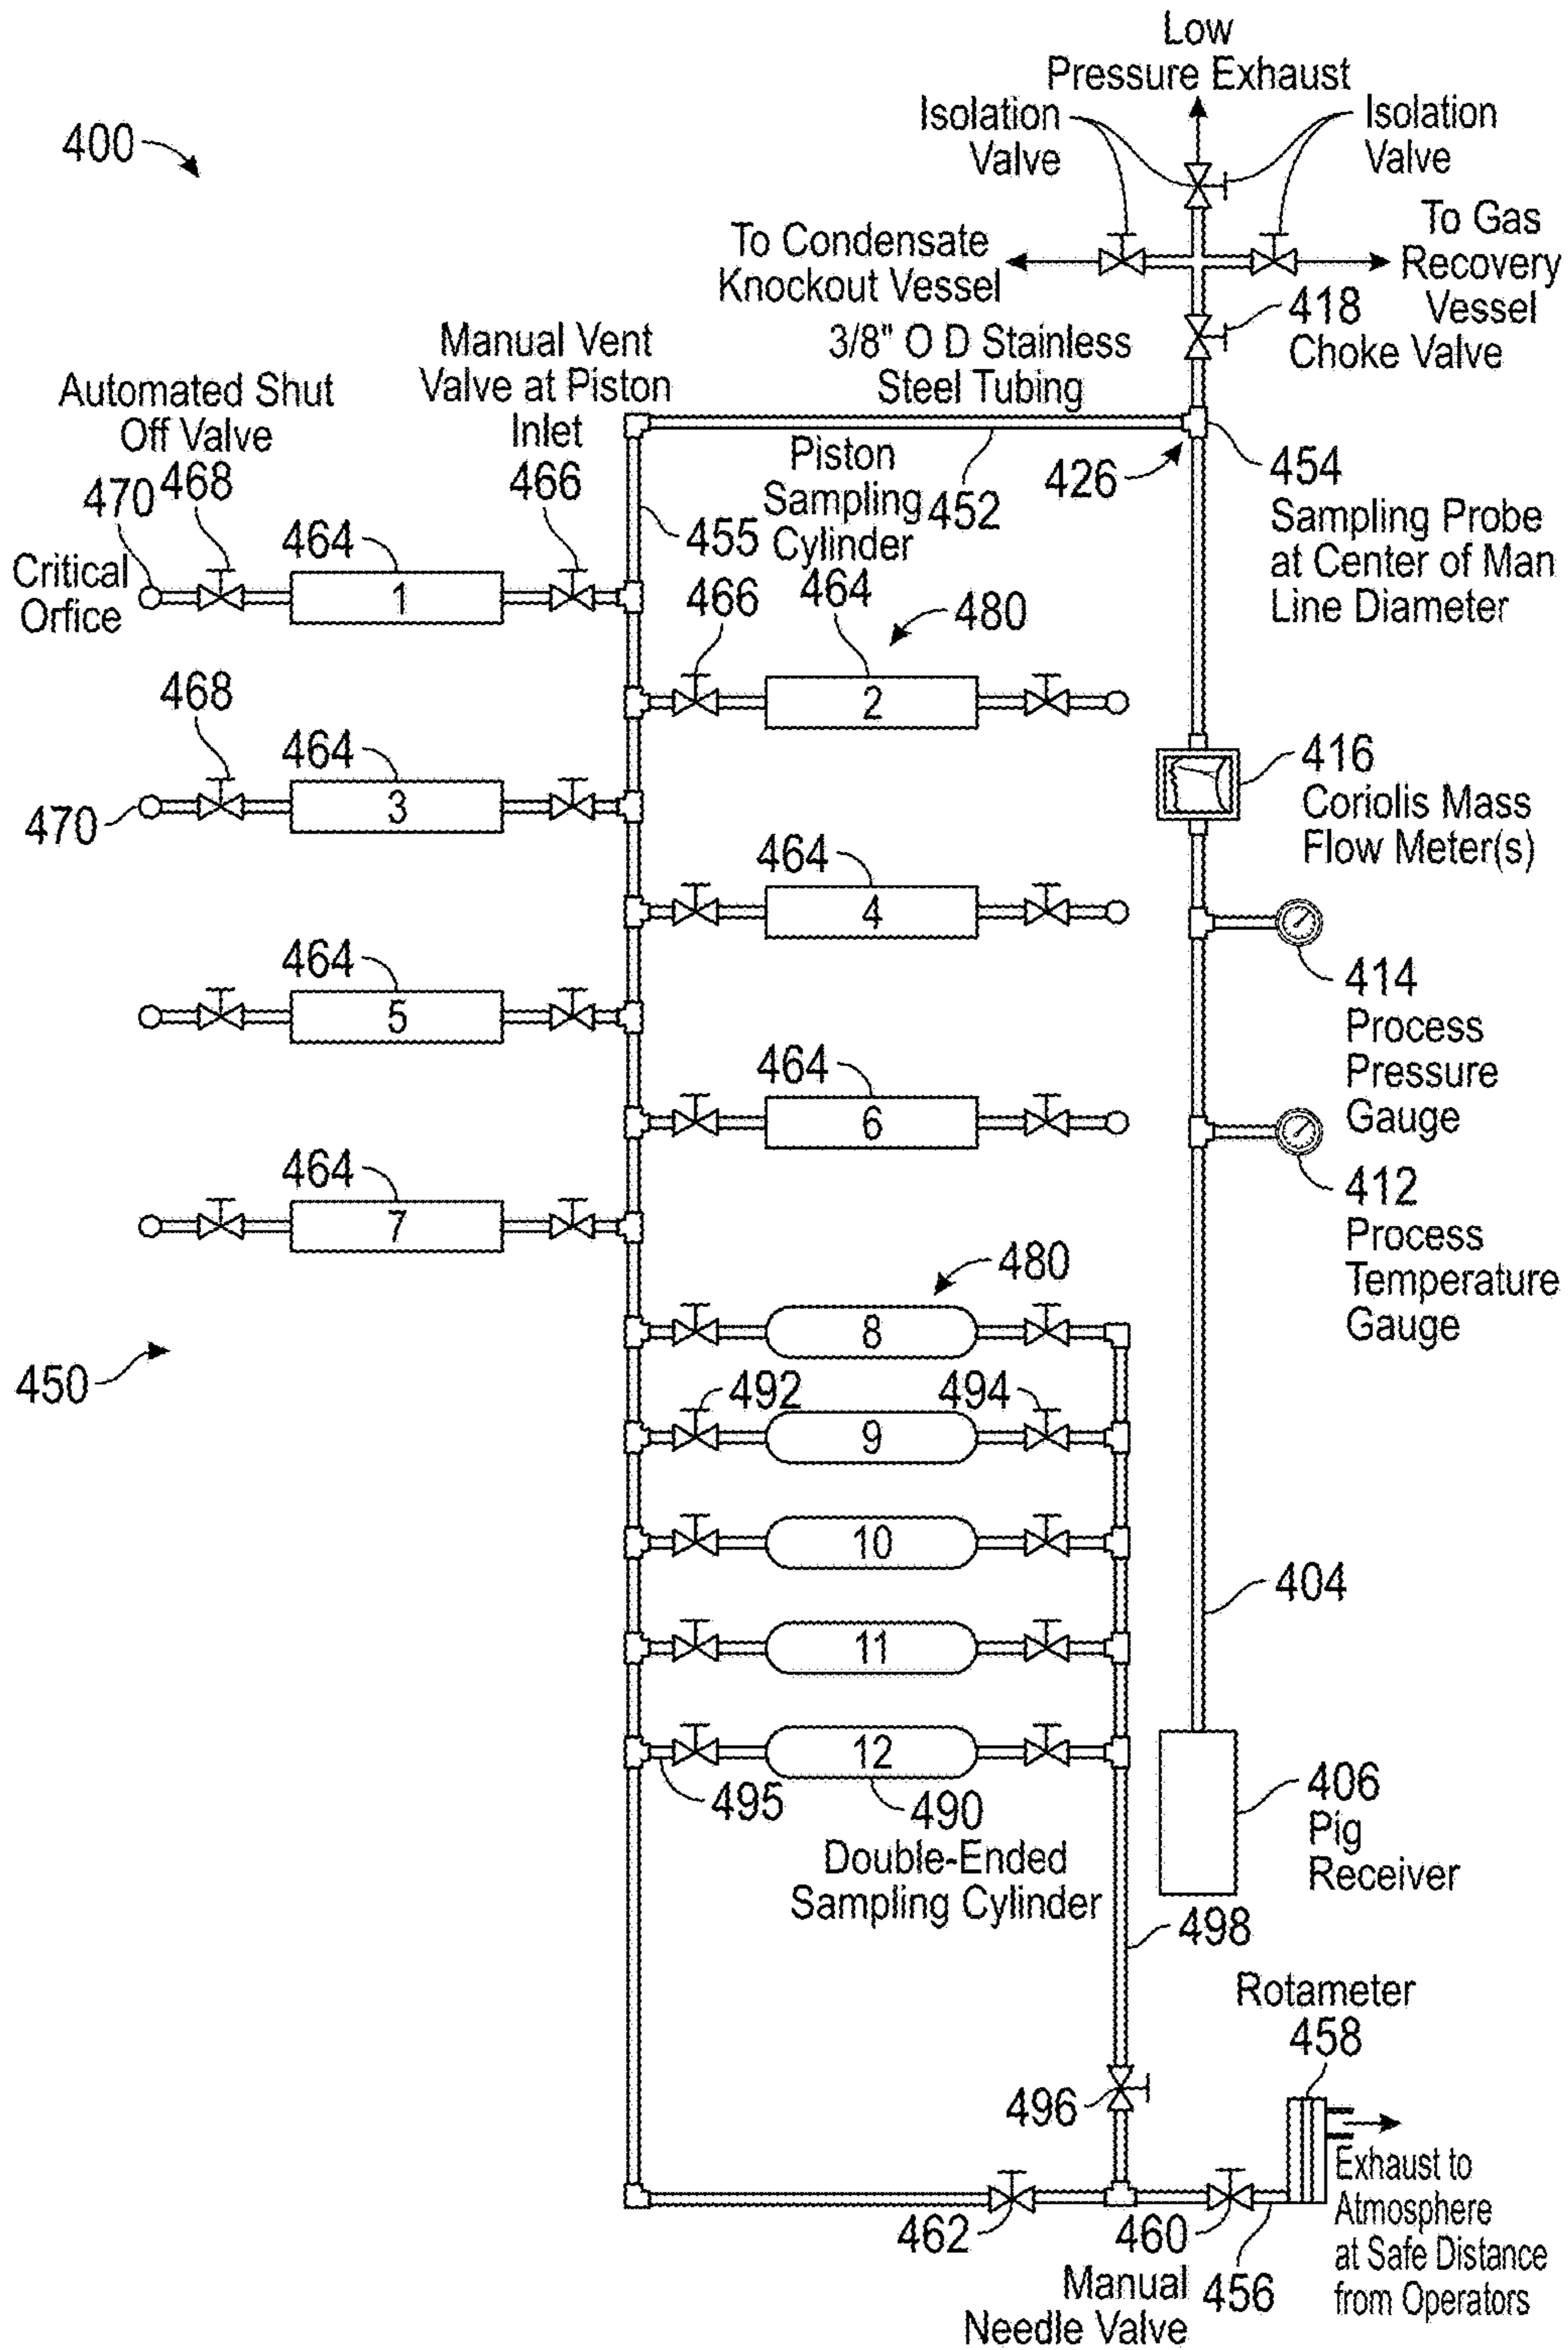 Low
Pressure Exhaust
Isolation
Valve
Isolation
Valve
400
To Condensate
Knockout Vessel
To Gas
Recovery
Vessel
418
Choke Valve
3/8" O D Stainless
Steel Tubing
Manual Vent
Valve at Piston
Inlet
466
Automated Shut
Off Valve
468
470
Critical
Orfice
464
1
455
Piston
Sampling
Cylinder
464
452
426
454
Sampling Probe
at Center of Man
Line Diameter
466
480
2
468
464
3
470
416
Coriolis Mass
Flow Meter(s)
464
4
414
Process
Pressure
Gauge
464
5
464
6
412
Process
Temperature
Gauge
464
7
480
8
450
492
494
9
10
404
11
12
495
490
Double-Ended
Sampling Cylinder
406
Pig
Receiver
498
Rotameter
458
496
Exhaust to
Atmosphere
at Safe Distance
from Operators
462
460
Manual
Needle Valve
456